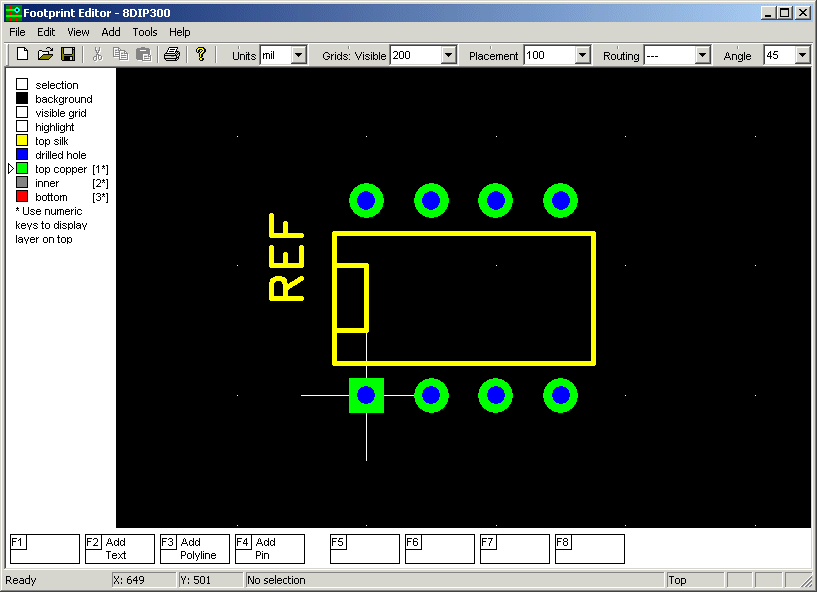 Footprint Editor - 8DIP300
File Edit View Add Tools Help
Units mil Grids: Visible 200 Placement 100 Routing --- Angle 45
selection
background
visible grid
highlight
top silk
drilled hole
top copper [1*]
inner [2*]
bottom [3*]
* Use numeric
keys to display
layer on top
REF
F1
F2 Add
Text
F3 Add
Polyline
F4 Add
Pin
F5
F6
F7
F8
Ready X: 649 Y: 501 No selection Top